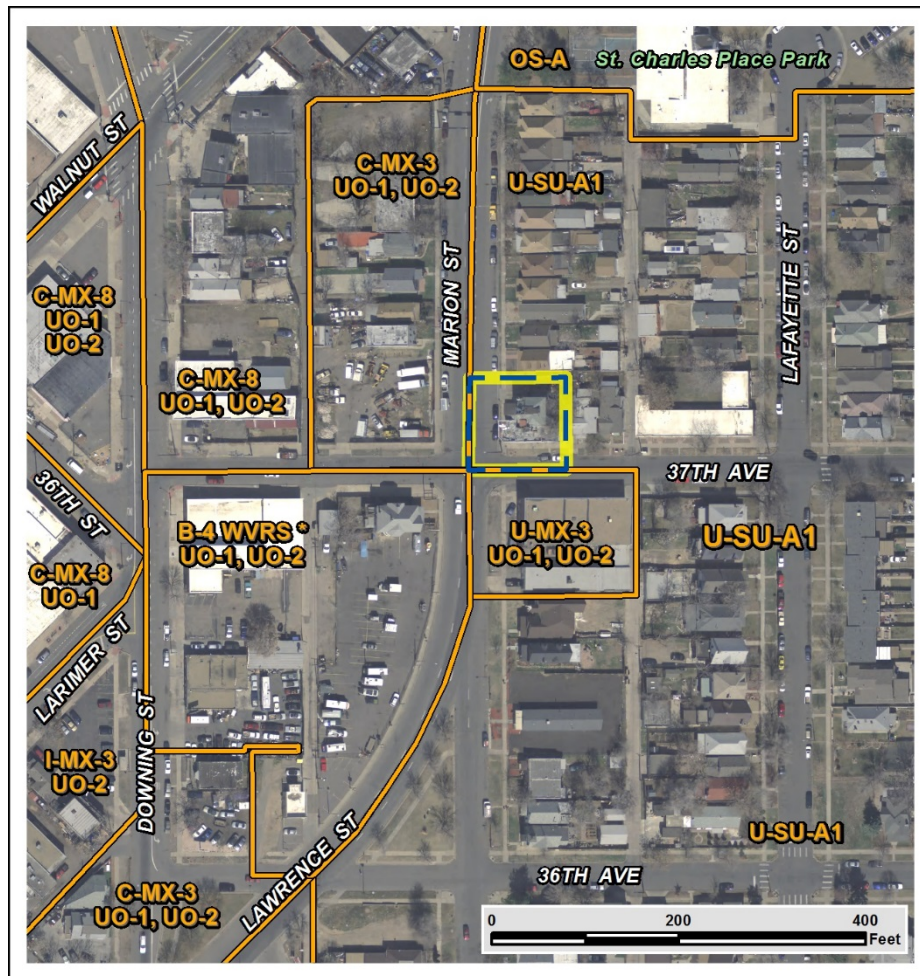 OS-A
St. Charles Place Park
WALNUT ST
C-MX-3
UO-1, UO-2
U-SU-A1
MARION ST
LAFAYETTE ST
C-MX-8
UO-1
UO-2
C-MX-8
UO-1, UO-2
37TH AVE
36TH ST
B-4 WVRS *
UO-1, UO-2
U-MX-3
UO-1, UO-2
U-SU-A1
C-MX-8
UO-1
LARIMER ST
DOWNING ST
I-MX-3
UO-2
LAWRENCE ST
U-SU-A1
36TH AVE
C-MX-3
UO-1, UO-2
0 200 400
Feet